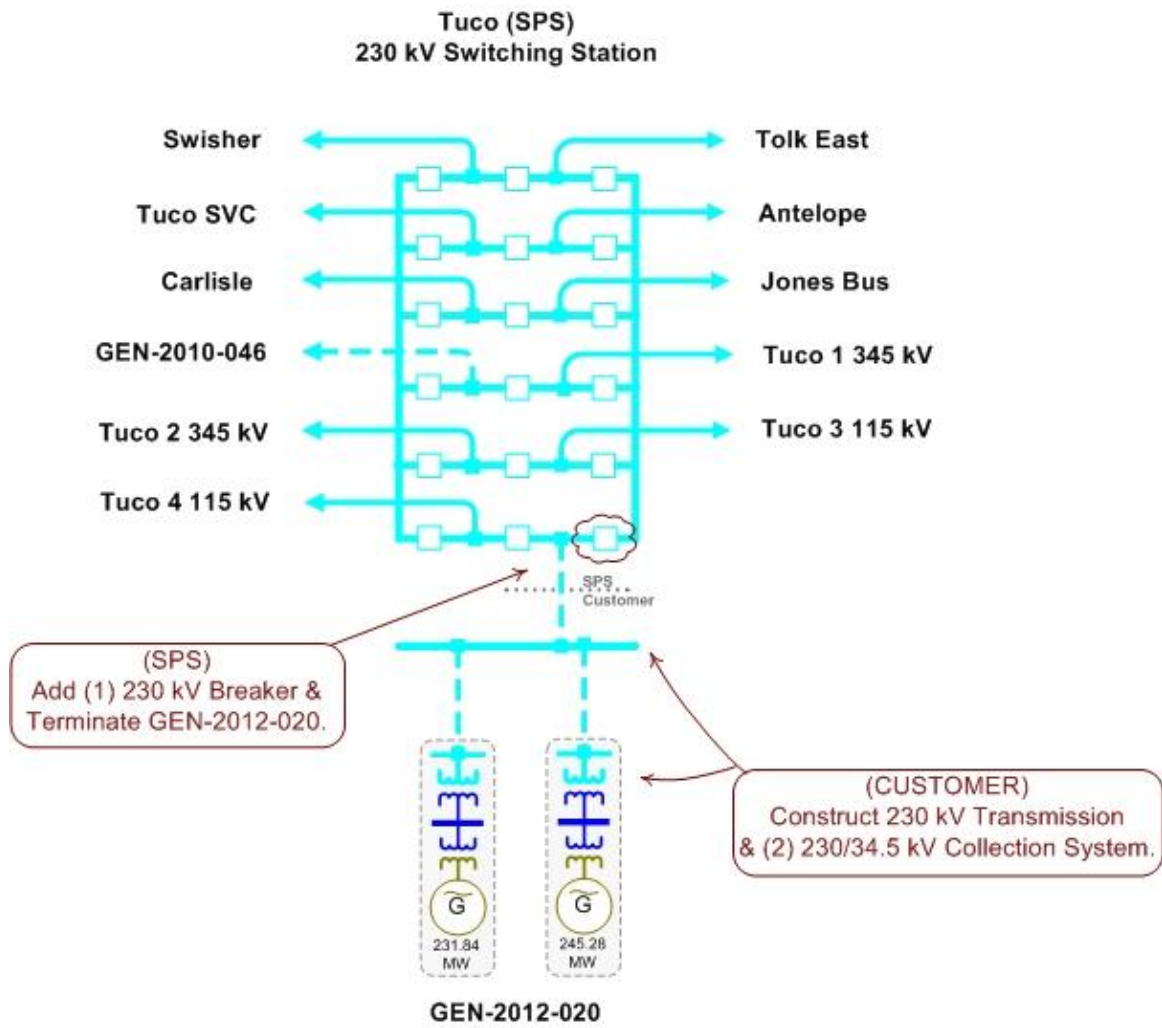 Tuco (SPS)
230 kV Switching Station
Swisher
Tolk East
Tuco SVC
Antelope
Carlisle
Jones Bus
GEN-2010-046
Tuco 1 345 kV
Tuco 2 345 kV
Tuco 3 115 kV
Tuco 4 115 kV
SPS
Customer
(SPS)
Add (1) 230 kV Breaker &
Terminate GEN-2012-020.
(CUSTOMER)
Construct 230 kV Transmission
& (2) 230/34.5 kV Collection System.
G
G
231.84
MW
245.28
MW
GEN-2012-020